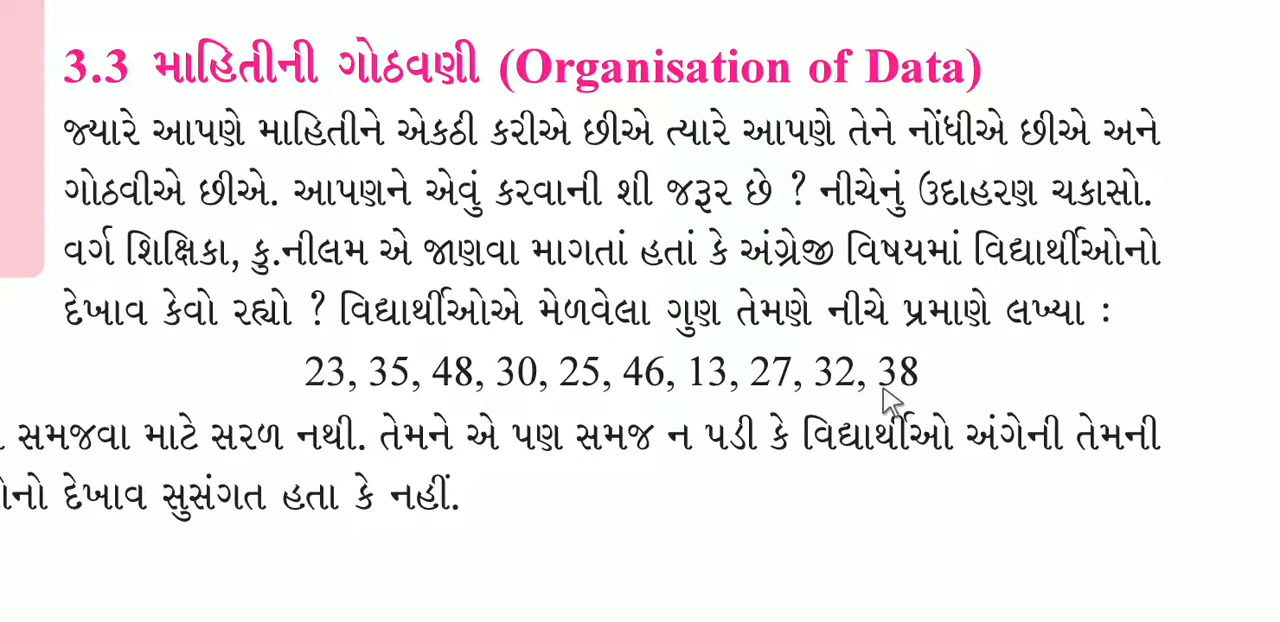 3.3 માહિતીની ગોઠવણી (Organisation of Data)
જ્યારે આપણે માહિતીને એકઠી કરીએ છીએ ત્યારે આપણે તેને નોંધીએ છીએ અને
ગોઠવીએ છીએ. આપણને એવું કરવાની શી જરૂર છે ? નીચેનું ઉદાહરણ ચકાસો.
વર્ગ શિક્ષિકા, કુ.નીલમ એ જાણવા માગતાં હતાં કે અંગ્રેજી વિષયમાં વિદ્યાર્થીઓનો
દેખાવ કેવો રહ્યો ? વિદ્યાર્થીઓએ મેળવેલા ગુણ તેમણે નીચે પ્રમાણે લખ્યા :
23, 35, 48, 30, 25, 46, 13, 27, 32, 38
સમજવા માટે સરળ નથી. તેમને એ પણ સમજ ન પડી કે વિદ્યાર્થીઓ અંગેની તેમની
દેખાવ સુસંગત હતા કે નહીં.